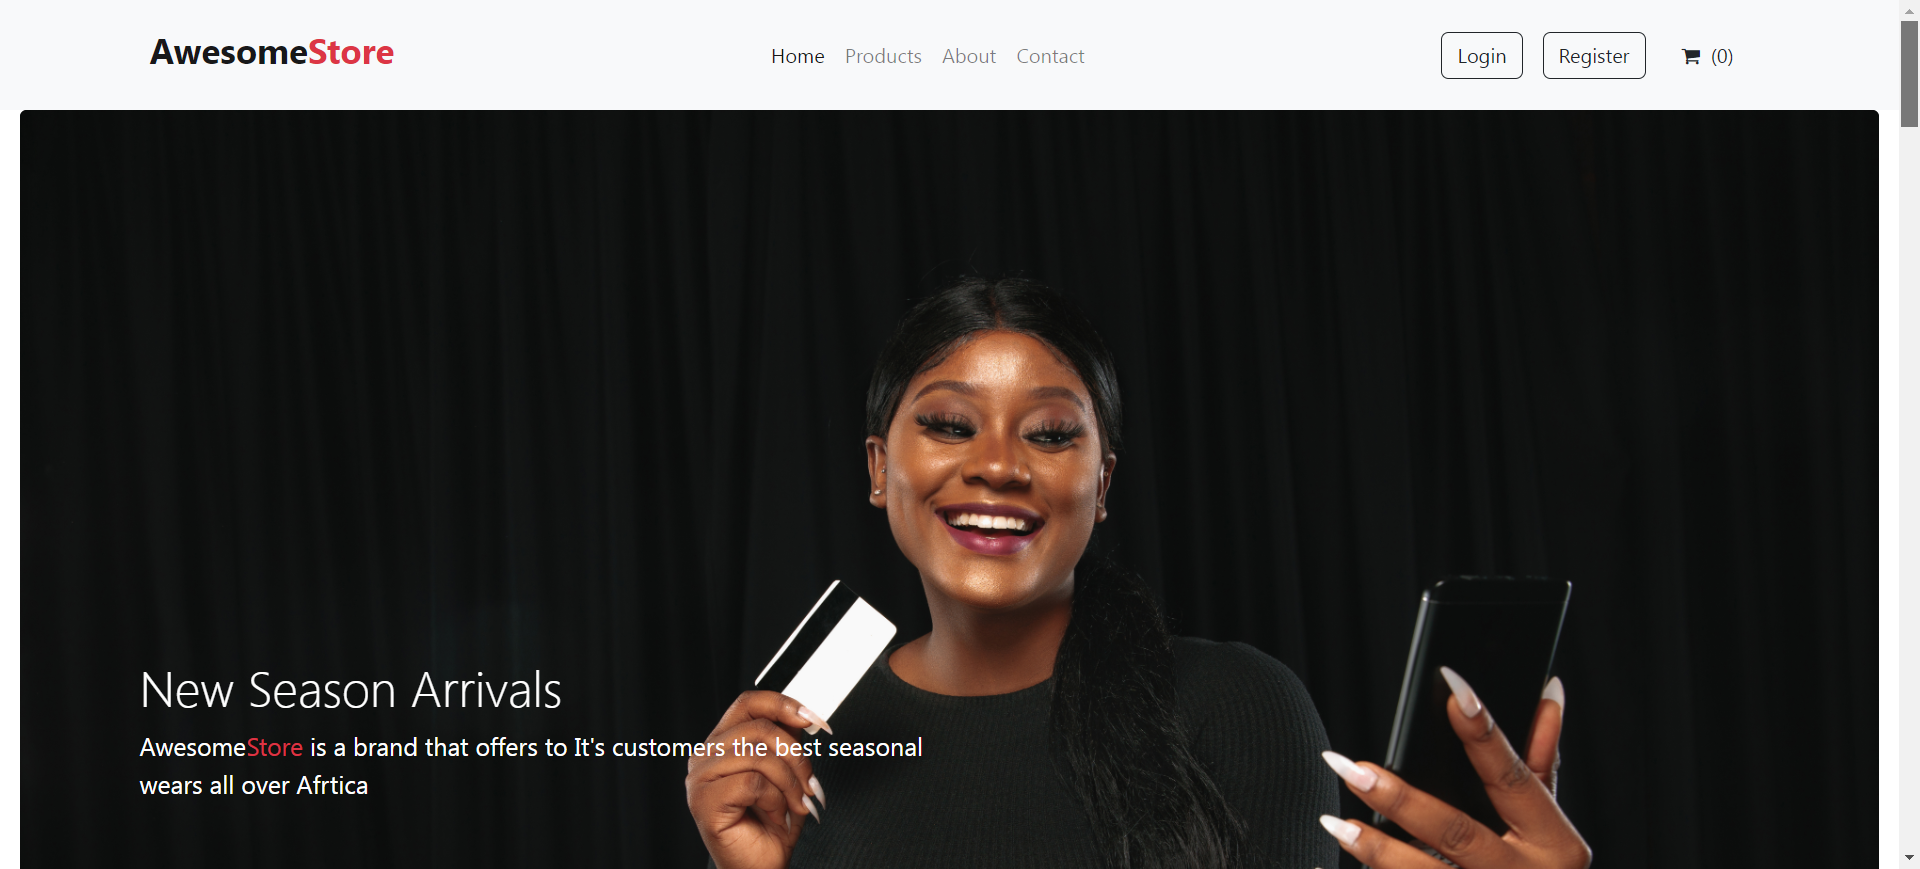 AwesomeStore
Home Products About Contact
Login Register (0)
New Season Arrivals
AwesomeStore is a brand that offers to It's customers the best seasonal
wears all over Afrtica